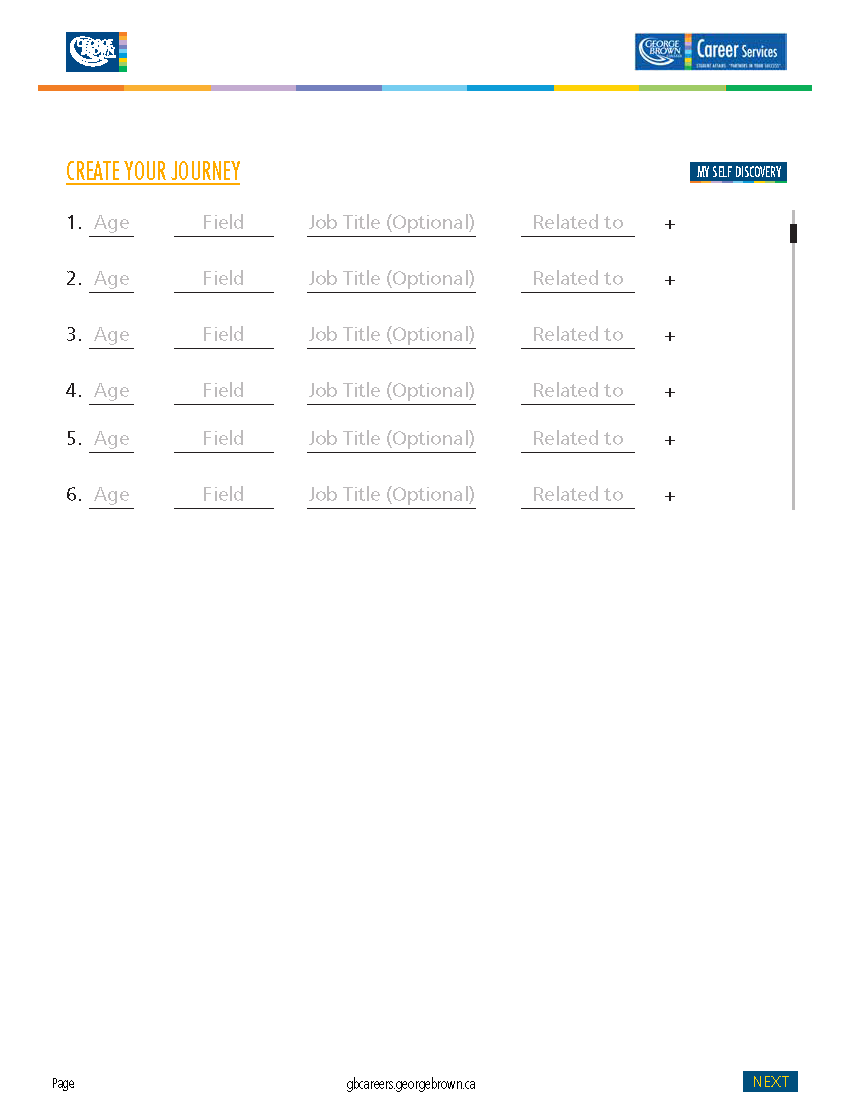 GEORGE BROWN
GEORGE BROWN COLLEGE Career Services
STUDENT AFFAIRS: "PARTNERS IN YOUR SUCCESS"
CREATE YOUR JOURNEY
MY SELF DISCOVERY
1. Age Field Job Title (Optional) Related to +
2. Age Field Job Title (Optional) Related to +
3. Age Field Job Title (Optional) Related to +
4. Age Field Job Title (Optional) Related to +
5. Age Field Job Title (Optional) Related to +
6. Age Field Job Title (Optional) Related to +
Page gbcareers.georgebrown.ca NEXT